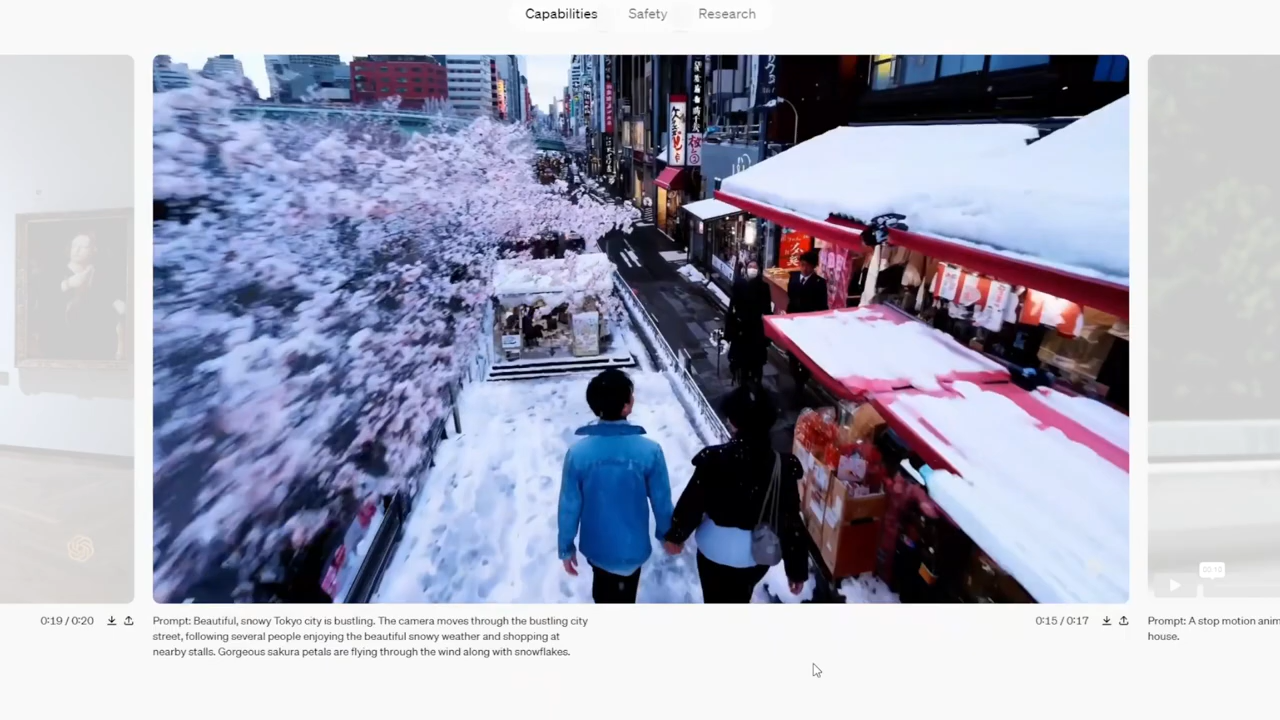 Capabilities Safety Research
0:19 / 0:20
Prompt: Beautiful, snowy Tokyo city is bustling. The camera moves through the bustling city
street, following several people enjoying the beautiful snowy weather and shopping at
nearby stalls. Gorgeous sakura petals are flying through the wind along with snowflakes.
0:15 / 0:17
00:10
Prompt: A stop motion anim
house.